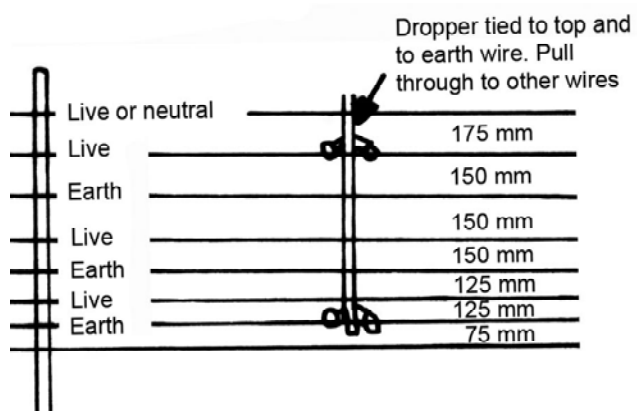 Dropper tied to top and
to earth wire. Pull
through to other wires
Live or neutral
175 mm
Live
150 mm
Earth
150 mm
Live
150 mm
Earth
125 mm
Live
125 mm
Earth
75 mm